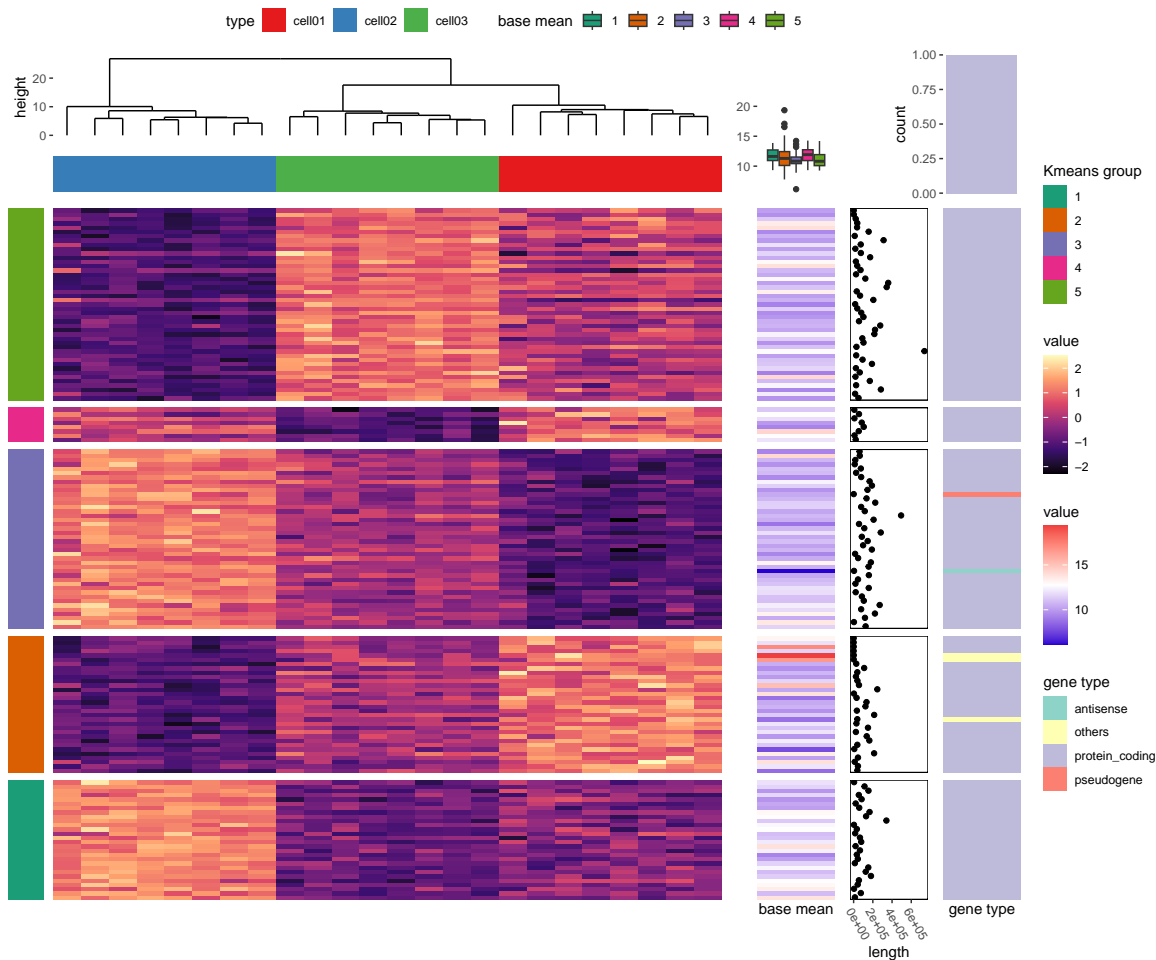 type cell01 cell02 cell03 base mean 1 2 3 4 5
height
20
10
0
20
15
10
count
1.00
0.75
0.50
0.25
0.00
Kmeans group
1
2
3
4
5
value
2
1
0
−1
−2
value
15
10
gene type
antisense
others
protein_coding
pseudogene
base mean
0e+00
2e+05
4e+05
6e+05
length
gene type